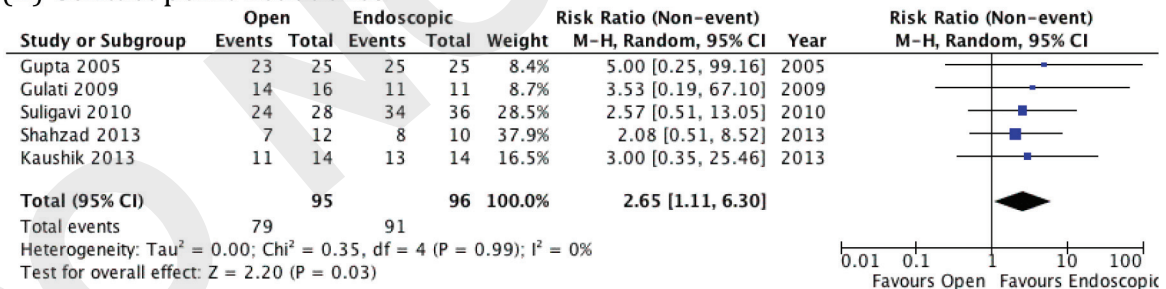 Open Endoscopic Risk Ratio (Non-event) Risk Ratio (Non-event)
Study or Subgroup Events Total Events Total Weight M-H, Random, 95% CI Year M-H, Random, 95% CI
Gupta 2005 23 25 25 25 8.4% 5.00 [0.25, 99.16] 2005
Gulati 2009 14 16 11 11 8.7% 3.53 [0.19, 67.10] 2009
Suligavi 2010 24 28 34 36 28.5% 2.57 [0.51, 13.05] 2010
Shahzad 2013 7 12 8 10 37.9% 2.08 [0.51, 8.52] 2013
Kaushik 2013 11 14 13 14 16.5% 3.00 [0.35, 25.46] 2013
Total (95% CI) 95 96 100.0% 2.65 [1.11, 6.30]
Total events 79 91
Heterogeneity: Tau² = 0.00; Chi² = 0.35, df = 4 (P = 0.99); I² = 0%
Test for overall effect: Z = 2.20 (P = 0.03)
0.01 0.1 1 10 100
Favours Open Favours Endoscopic